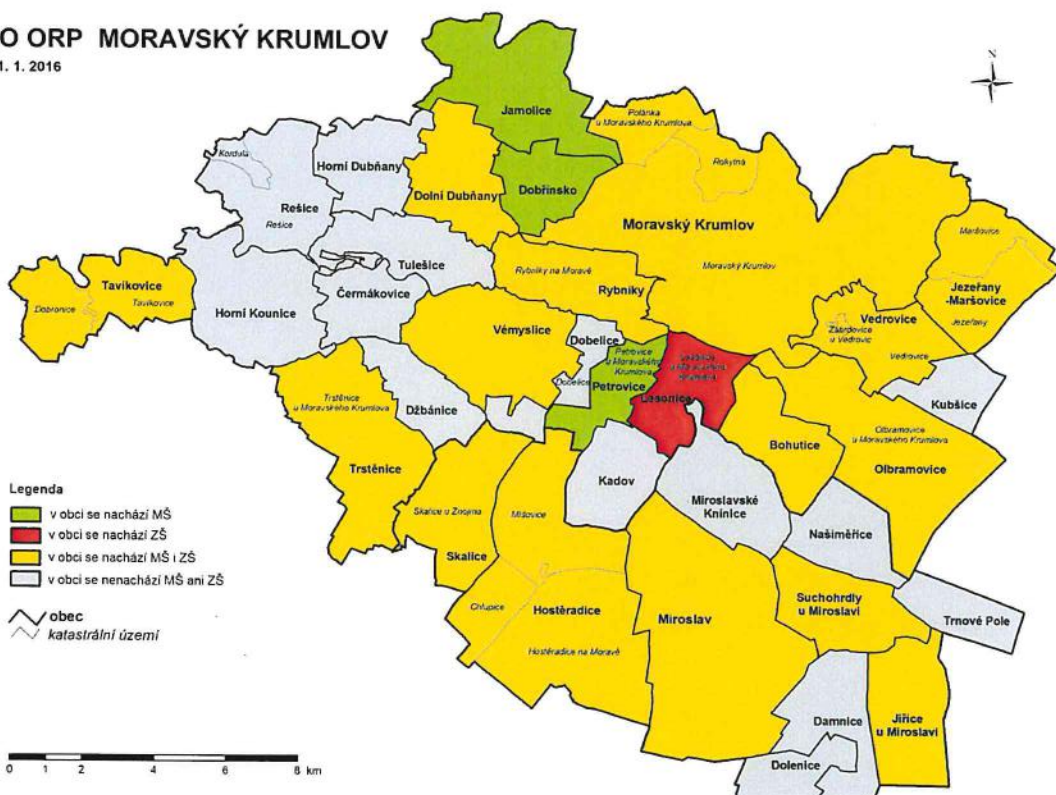 O ORP MORAVSKÝ KRUMLOV
1. 1. 2016
N
Jamolice
Polánka
u Moravského Krumlova
Rokytná
Kordula
Horní Dubňany
Dolní Dubňany
Dobřínsko
Rešice
Rešice
Moravský Krumlov
Moravský Krumlov
Maršovice
Jezeřany
-Maršovice
Jezeřany
Tulešice
Rybníky na Moravě
Rybníky
Tavíkovice
Tavíkovice
Dobronice
Čermákovice
Horní Kounice
Vémyslice
Dobelice
Dobelice
Petrovice
u Moravského
Krumlova
Petrovice
Lesonice
Vedrovice
Zábrdovice
u Vedrovic
Vedrovice
Kubšice
Trstěnice
u Moravského Krumlova
Trstěnice
Džbánice
Bohutice
Olbramovice
u Moravského Krumlova
Olbramovice
Kadov
Miroslavské
Knínice
Našiměřice
Skalice u Znojma
Skalice
Míšovice
Chlupice
Hostěradice
Hostěradice na Moravě
Miroslav
Suchohrdly
u Miroslavi
Trnové Pole
Damnice
Jiřice
u Miroslavi
Dolenice
Legenda
v obci se nachází MŠ
v obci se nachází ZŠ
v obci se nachází MŠ i ZŠ
v obci se nenachází MŠ ani ZŠ
obec
katastrální území
0 1 2 4 6 8 km